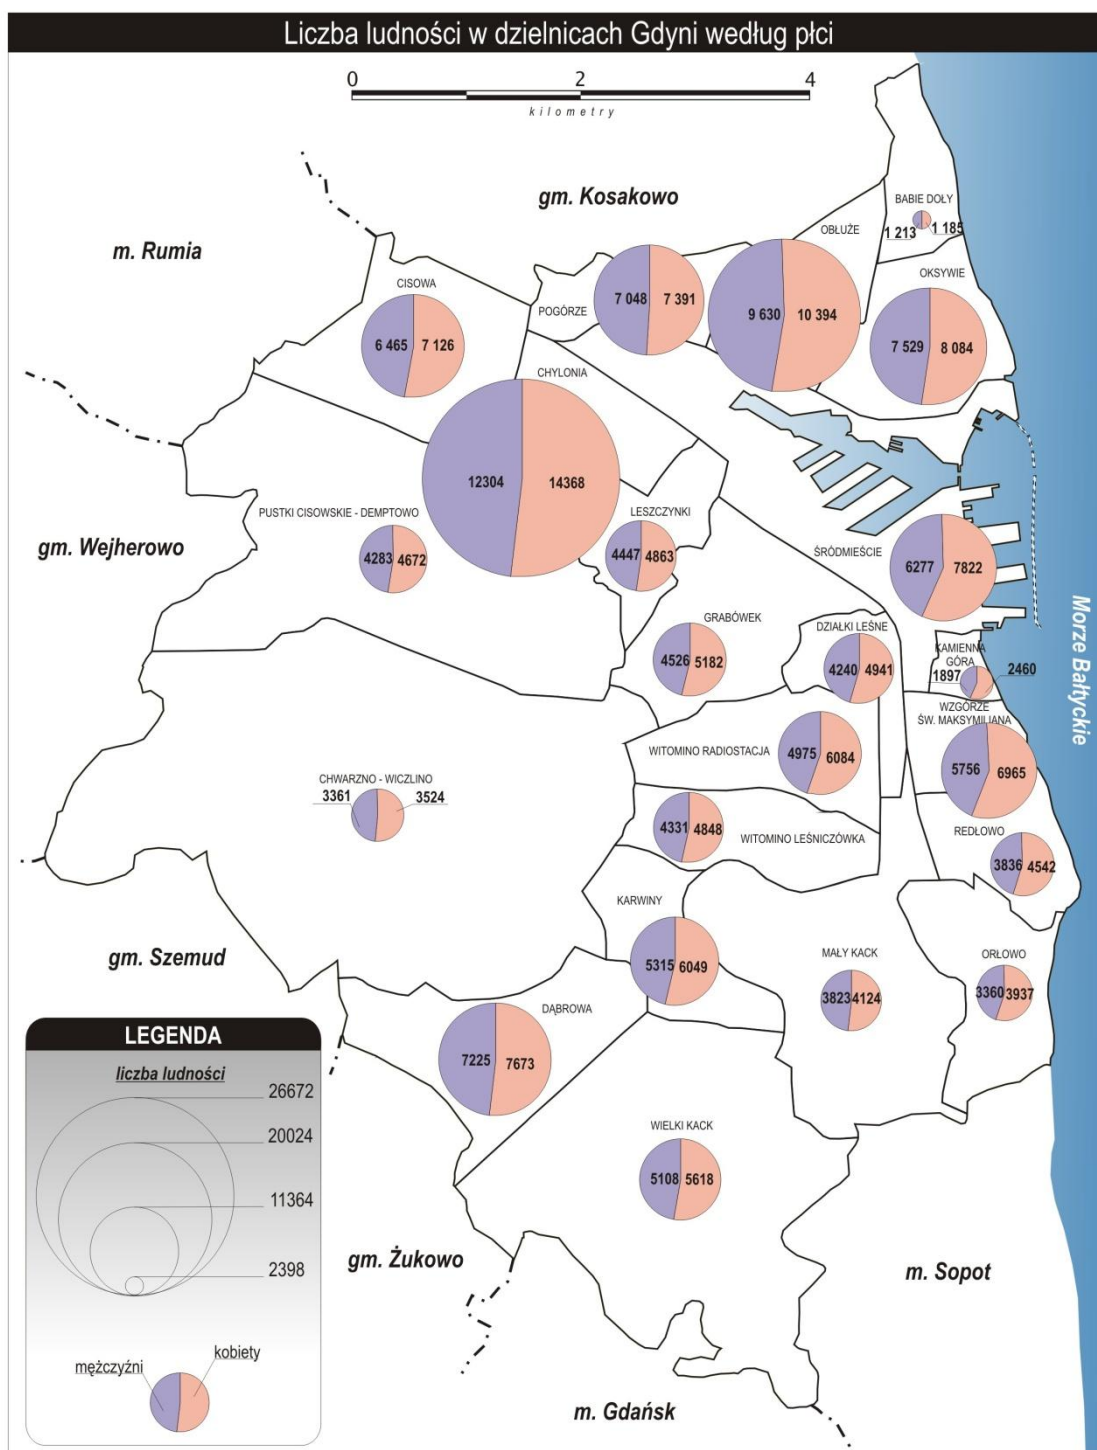 Liczba ludności w dzielnicach Gdyni według płci
0 2 4
kilometry
gm. Kosakowo
m. Rumia
BABIE DOŁY
1 213 1 185
OBŁUŻE
9 630 10 394
OKSYWIE
7 529 8 084
CISOWA
6 465 7 126
POGÓRZE
7 048 7 391
CHYLONIA
12304 14368
PUSTKI CISOWSKIE - DEMPTOWO
4283 4672
LESZCZYNKI
4447 4863
gm. Wejherowo
ŚRÓDMIEŚCIE
6277 7822
GRABÓWEK
4526 5182
DZIAŁKI LEŚNE
4240 4941
KAMIENNA
GÓRA
1897 2460
Morze Bałtyckie
WZGÓRZE
ŚW. MAKSYMILIANA
5756 6965
WITOMINO RADIOSTACJA
4975 6084
CHWARZNO - WICZLINO
3361 3524
4331 4848
WITOMINO LEŚNICZÓWKA
REDŁOWO
3836 4542
KARWINY
5315 6049
MAŁY KACK
3823 4124
ORŁOWO
3360 3937
gm. Szemud
DĄBROWA
7225 7673
WIELKI KACK
5108 5618
gm. Żukowo
m. Sopot
m. Gdańsk
LEGENDA
liczba ludności
26672
20024
11364
2398
mężczyźni
kobiety